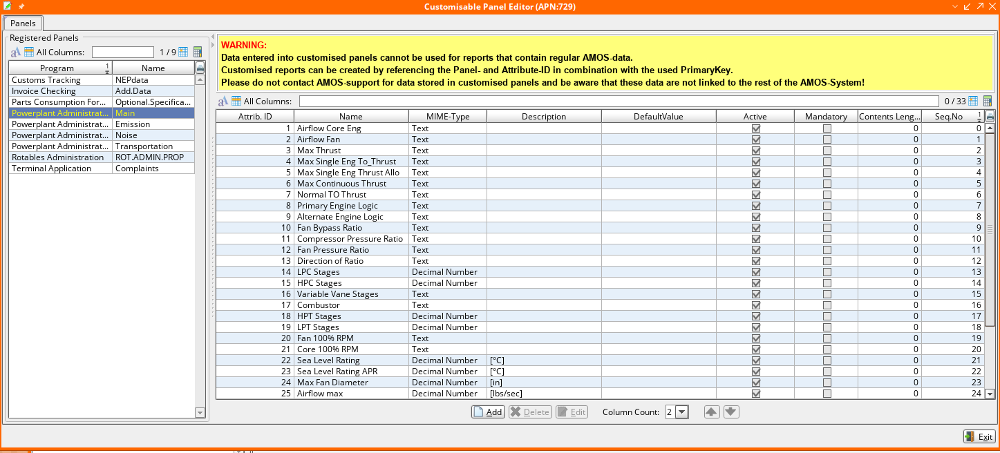 Customisable Panel Editor (APN:729)
Panels
Registered Panels
All Columns: 1 / 9
Program 1 Name
Customs Tracking NEPdata
Invoice Checking Add.Data
Parts Consumption For... Optional.Specifica...
Powerplant Administrat... Main
Powerplant Administrat... Emission
Powerplant Administrat... Noise
Powerplant Administrat... Transportation
Rotables Administration ROT.ADMIN.PROP
Terminal Application Complaints
WARNING:
Data entered into customised panels cannot be used for reports that contain regular AMOS-data.
Customised reports can be created by referencing the Panel- and Attribute-ID in combination with the used PrimaryKey.
Please do not contact AMOS-support for data stored in customised panels and be aware that these data are not linked to the rest of the AMOS-System!
All Columns: 0 / 33
Attrib. ID Name MIME-Type Description DefaultValue Active Mandatory Contents Leng... Seq.No 1
1 Airflow Core Eng Text 0 0
2 Airflow Fan Text 0 1
3 Max Thrust Text 0 2
4 Max Single Eng To_Thrust Text 0 3
5 Max Single Eng Thrust Allo Text 0 4
6 Max Continuous Thrust Text 0 5
7 Normal TO Thrust Text 0 6
8 Primary Engine Logic Text 0 7
9 Alternate Engine Logic Text 0 8
10 Fan Bypass Ratio Text 0 9
11 Compressor Pressure Ratio Text 0 10
12 Fan Pressure Ratio Text 0 11
13 Direction of Ratio Text 0 12
14 LPC Stages Decimal Number 0 13
15 HPC Stages Decimal Number 0 14
16 Variable Vane Stages Text 0 15
17 Combustor Text 0 16
18 HPT Stages Decimal Number 0 17
19 LPT Stages Decimal Number 0 18
20 Fan 100% RPM Text 0 19
21 Core 100% RPM Text 0 20
22 Sea Level Rating Decimal Number [°C] 0 21
23 Sea Level Rating APR Decimal Number [°C] 0 22
24 Max Fan Diameter Decimal Number [in] 0 23
25 Airflow max Decimal Number [lbs/sec] 0 24
Add Delete Edit Column Count: 2
Exit